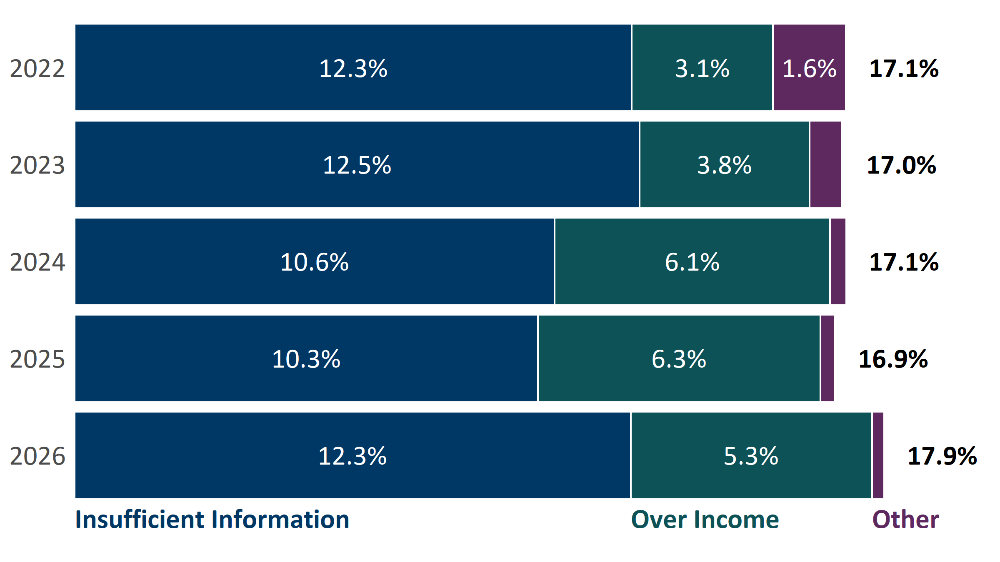 2022 12.3% 3.1% 1.6% 17.1%
2023 12.5% 3.8% 17.0%
2024 10.6% 6.1% 17.1%
2025 10.3% 6.3% 16.9%
2026 12.3% 5.3% 17.9%
Insufficient Information Over Income Other